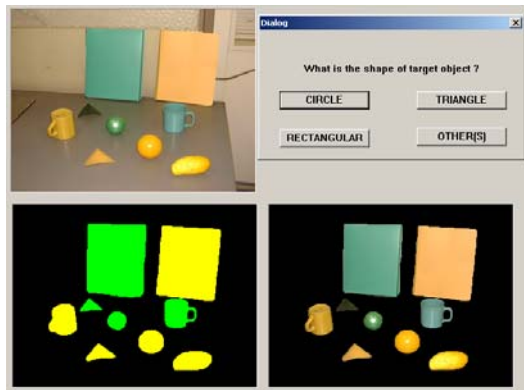 Dialog
What is the shape of target object ?
CIRCLE
TRIANGLE
RECTANGULAR
OTHER(S)